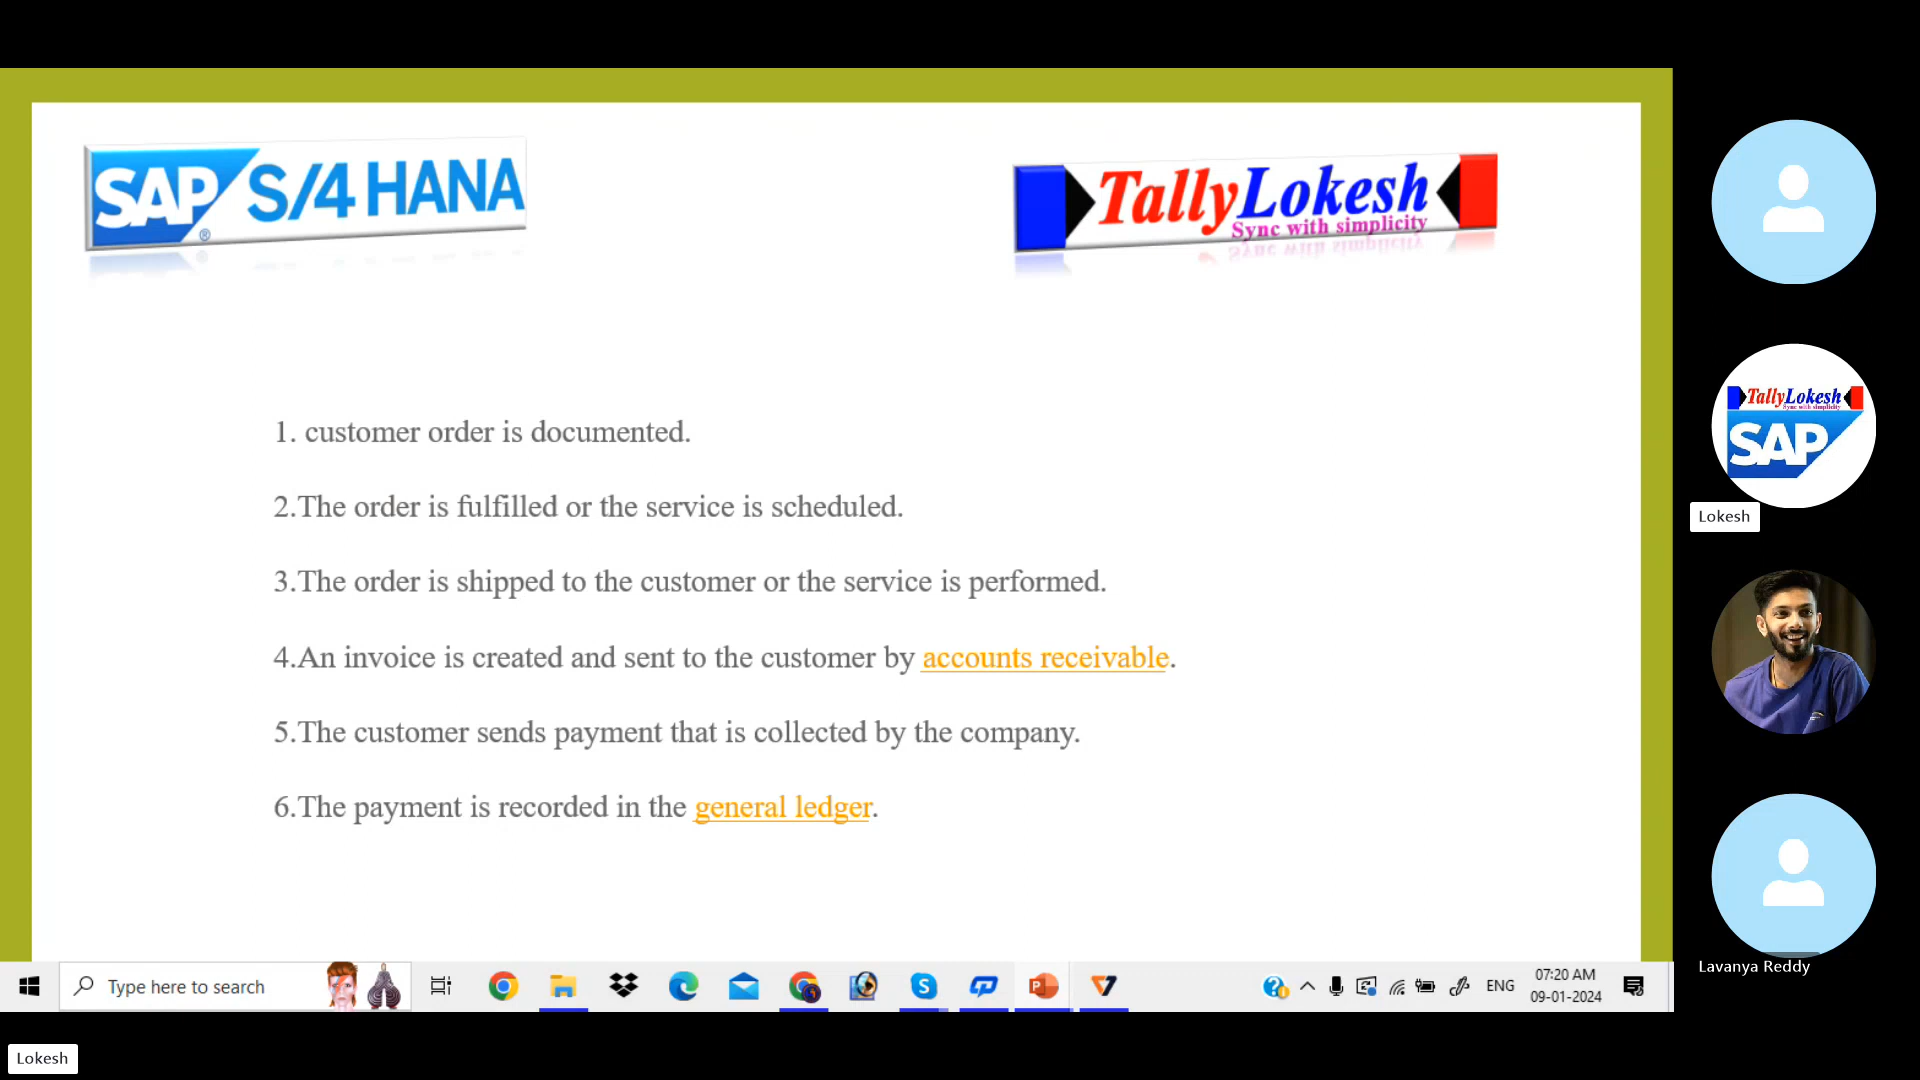 SAP S/4 HANA
®
TallyLokesh
Sync with simplicity
1. customer order is documented.
2.The order is fulfilled or the service is scheduled.
3.The order is shipped to the customer or the service is performed.
4.An invoice is created and sent to the customer by accounts receivable.
5.The customer sends payment that is collected by the company.
6.The payment is recorded in the general ledger.
TallyLokesh
Sync with simplicity
SAP
Lokesh
Lavanya Reddy
Type here to search
ENG
07:20 AM
09-01-2024
Lokesh